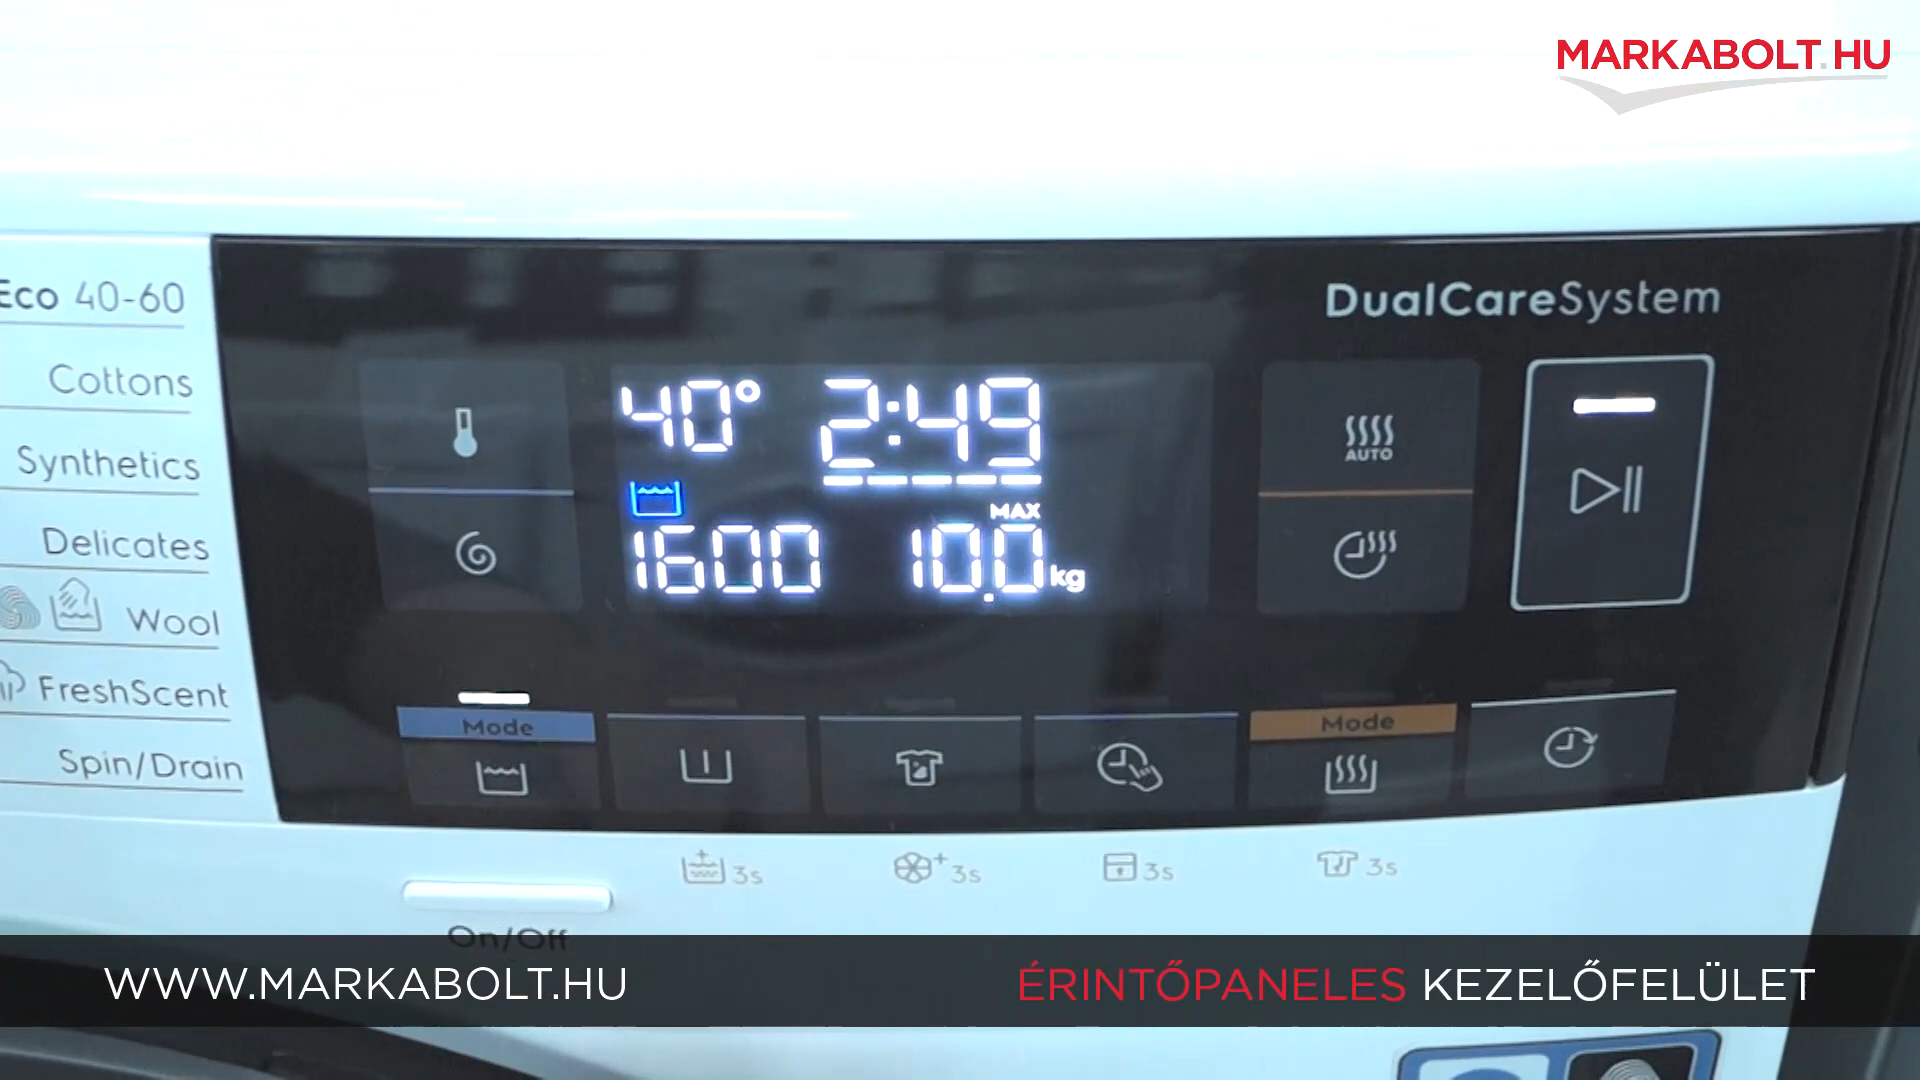 MARKABOLT.HU
DualCareSystem
Eco 40-60
Cottons
Synthetics
Delicates
Wool
FreshScent
Spin/Drain
40° 2:49
MAX
1600 10.0 kg
AUTO
Mode
Mode
3s
3s
3s
3s
On/Off
WWW.MARKABOLT.HU
ÉRINTŐPANELES KEZELŐFELÜLET